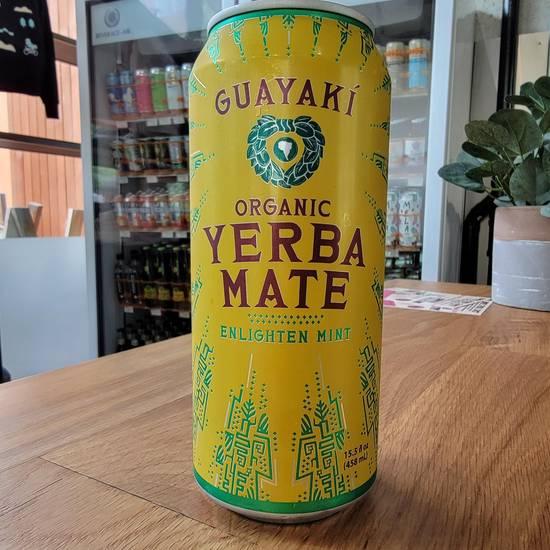 GUAYAKÍ
ORGANIC
YERBA
MATE
ENLIGHTEN MINT
15.5 fl oz
(458 mL)